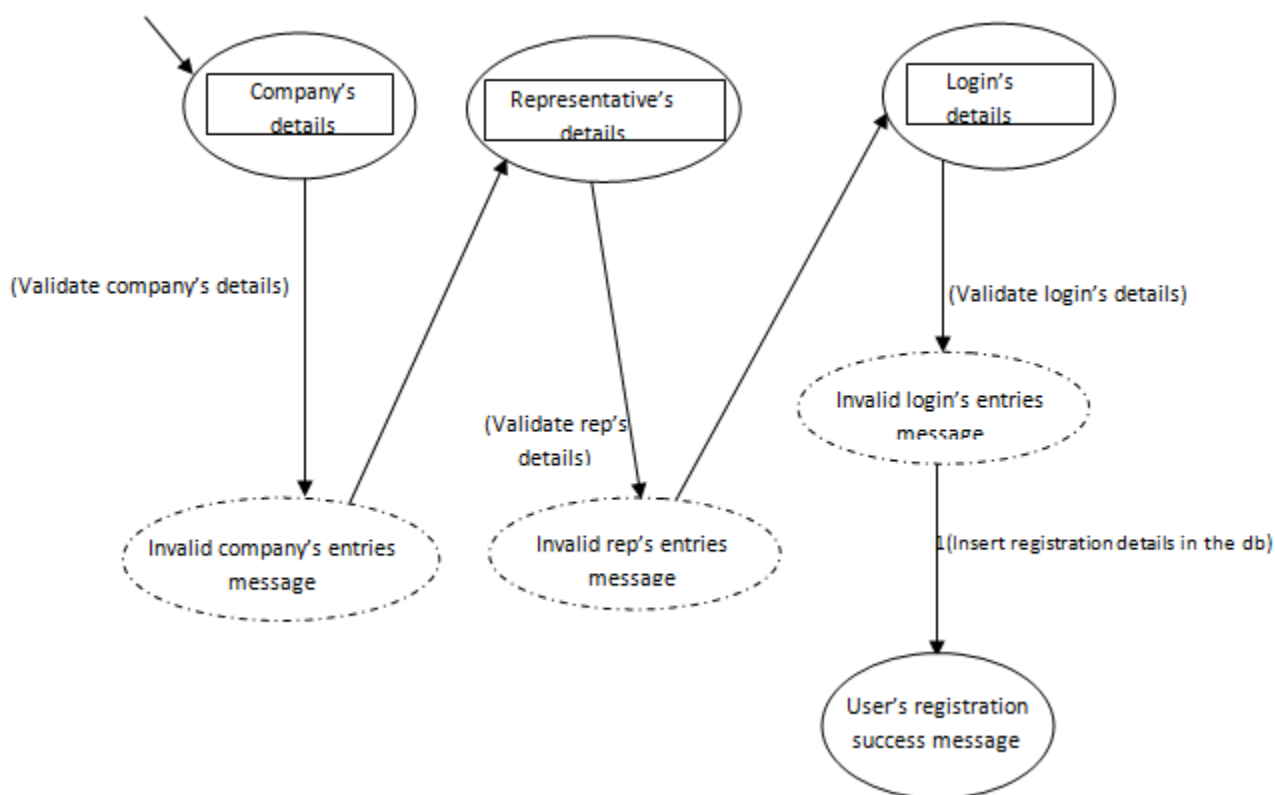 Company's
details
Representative's
details
Login's
details
(Validate company's details)
(Validate login's details)
(Validate rep's
details)
Invalid login's entries
message
Invalid company's entries
message
Invalid rep's entries
message
1(Insert registration details in the db)
User's registration
success message